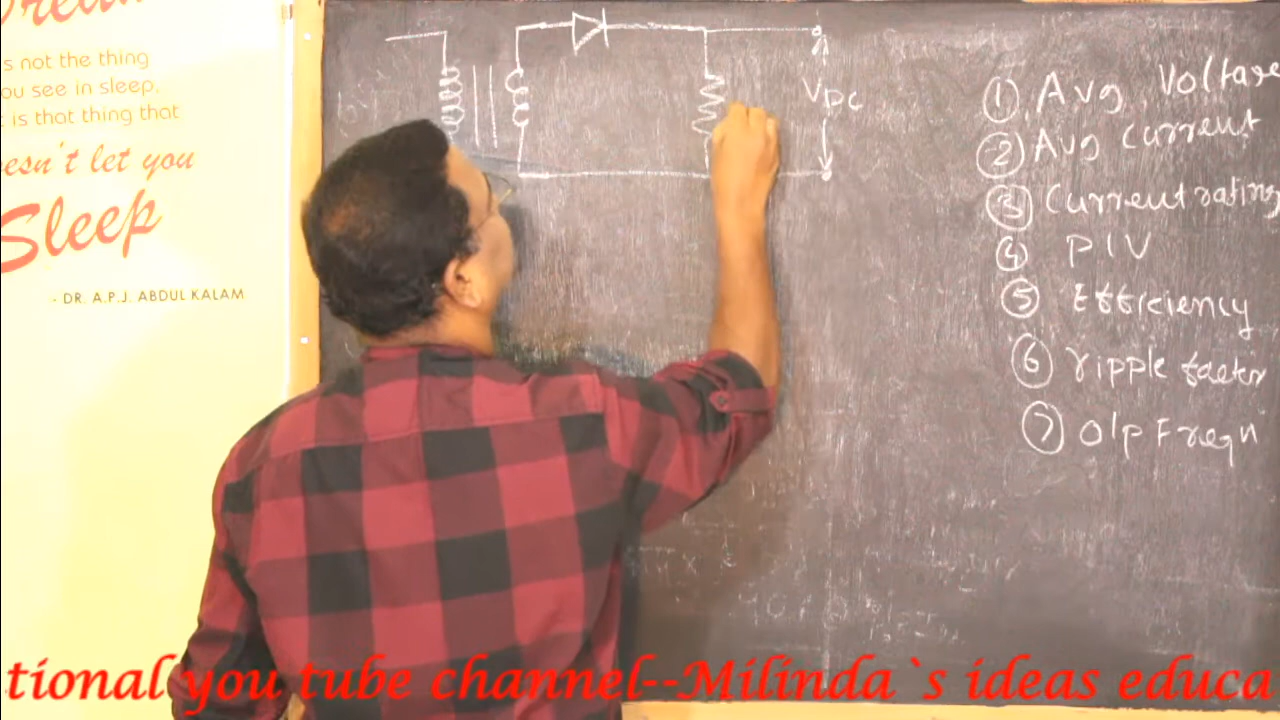 s not the thing
ou see in sleep.
t is that thing that
esn't let you
Sleep
- DR. A.P.J. ABDUL KALAM
VDC
① Avg Voltage
② Avg current
③ Current rating
④ PIV
⑤ Efficiency
⑥ ripple factor
⑦ O/p Freqn
tional you tube channel--Milinda`s ideas educa